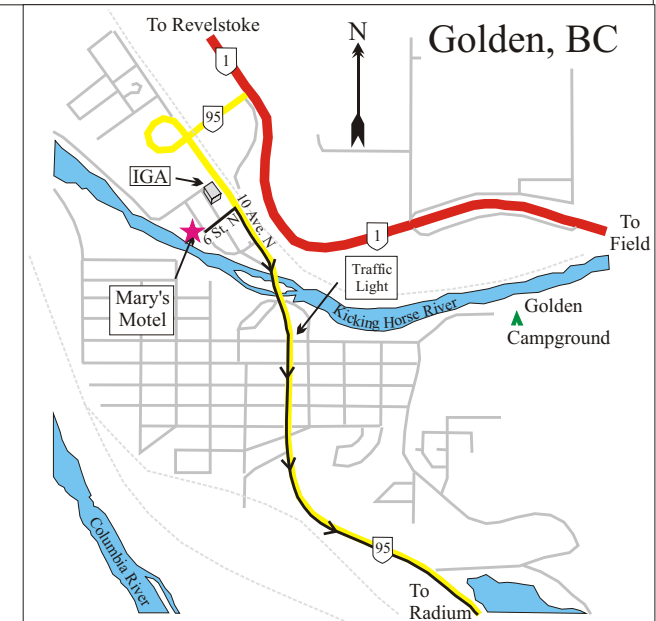 To Revelstoke
N
Golden, BC
1
95
IGA
10 Ave. N
6 St. N
1
To
Field
Traffic
Light
Mary's
Motel
Kicking Horse River
Golden
Campground
Columbia River
95
To
Radium